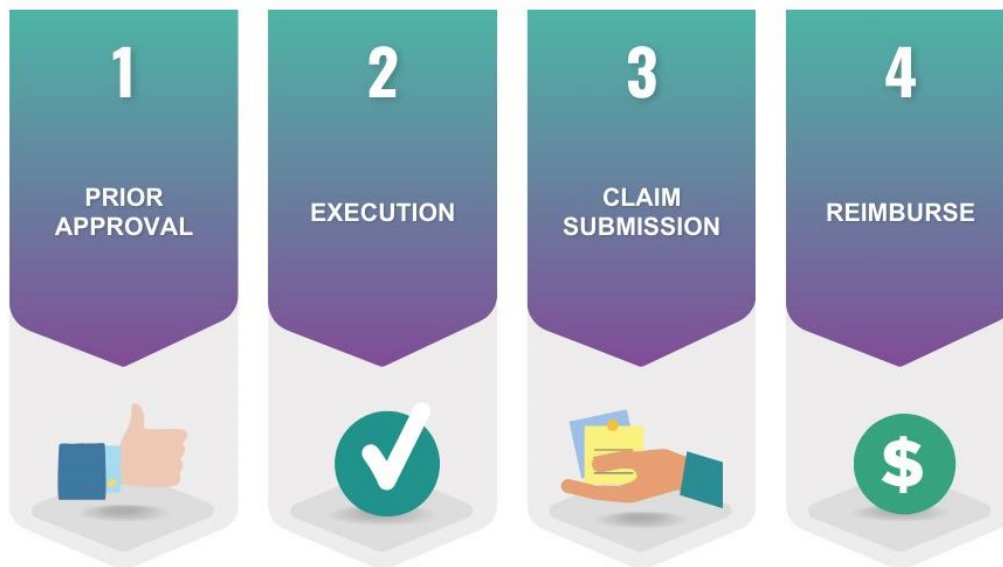 1
PRIOR
APPROVAL
2
EXECUTION
3
CLAIM
SUBMISSION
4
REIMBURSE
$